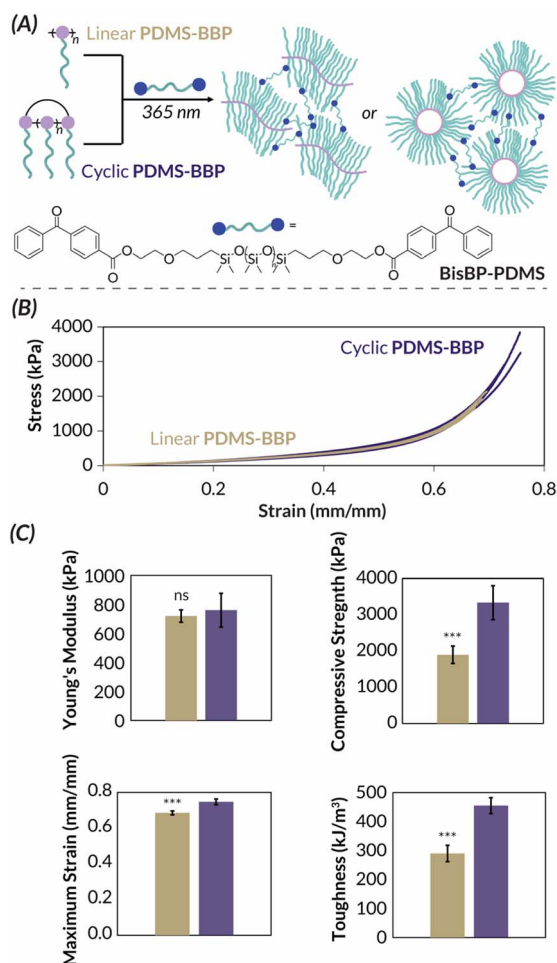 (A)
Linear PDMS-BBP
n
365 nm
or
n
Cyclic PDMS-BBP
=
O O
O O Si O Si O Si O O
n
O O
BisBP-PDMS
(B)
Stress (kPa)
4000
3000
2000
1000
0
Cyclic PDMS-BBP
Linear PDMS-BBP
0 0.2 0.4 0.6 0.8
Strain (mm/mm)
(C)
Young's Modulus (kPa)
1000
800
600
400
200
0
ns
Compressive Stregnth (kPa)
4000
3000
2000
1000
0
***
Maximum Strain (mm/mm)
0.8
0.6
0.4
0.2
0.0
***
Toughness (kJ/m³)
500
400
300
200
100
0
***